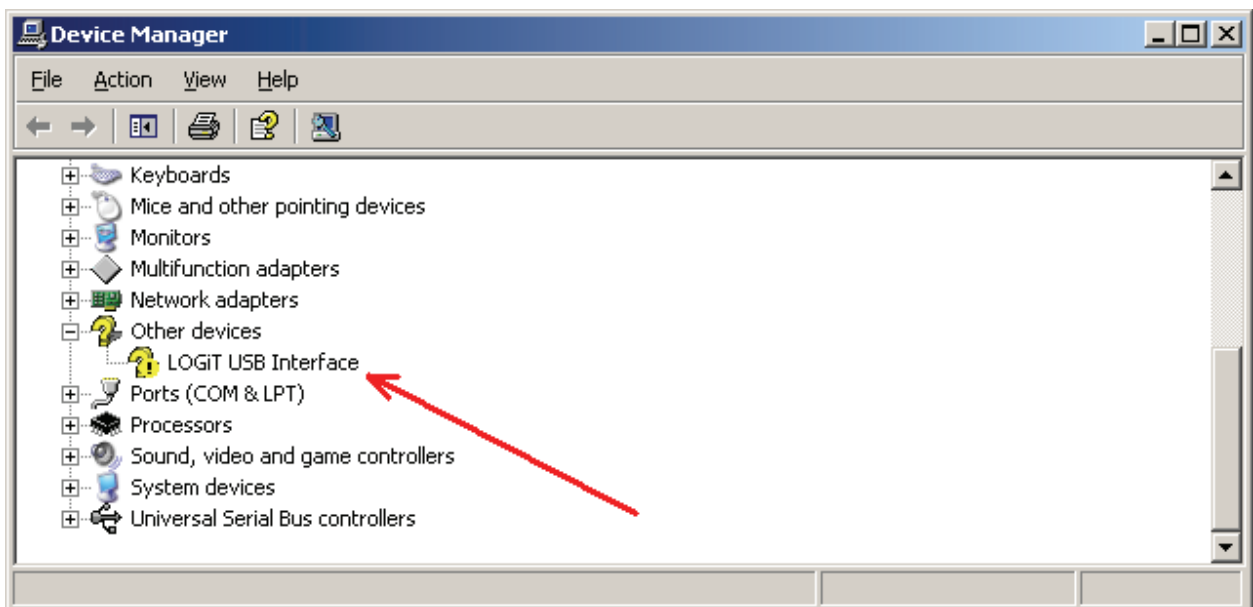 Device Manager
File Action View Help
Keyboards
Mice and other pointing devices
Monitors
Multifunction adapters
Network adapters
Other devices
LOGiT USB Interface
Ports (COM & LPT)
Processors
Sound, video and game controllers
System devices
Universal Serial Bus controllers